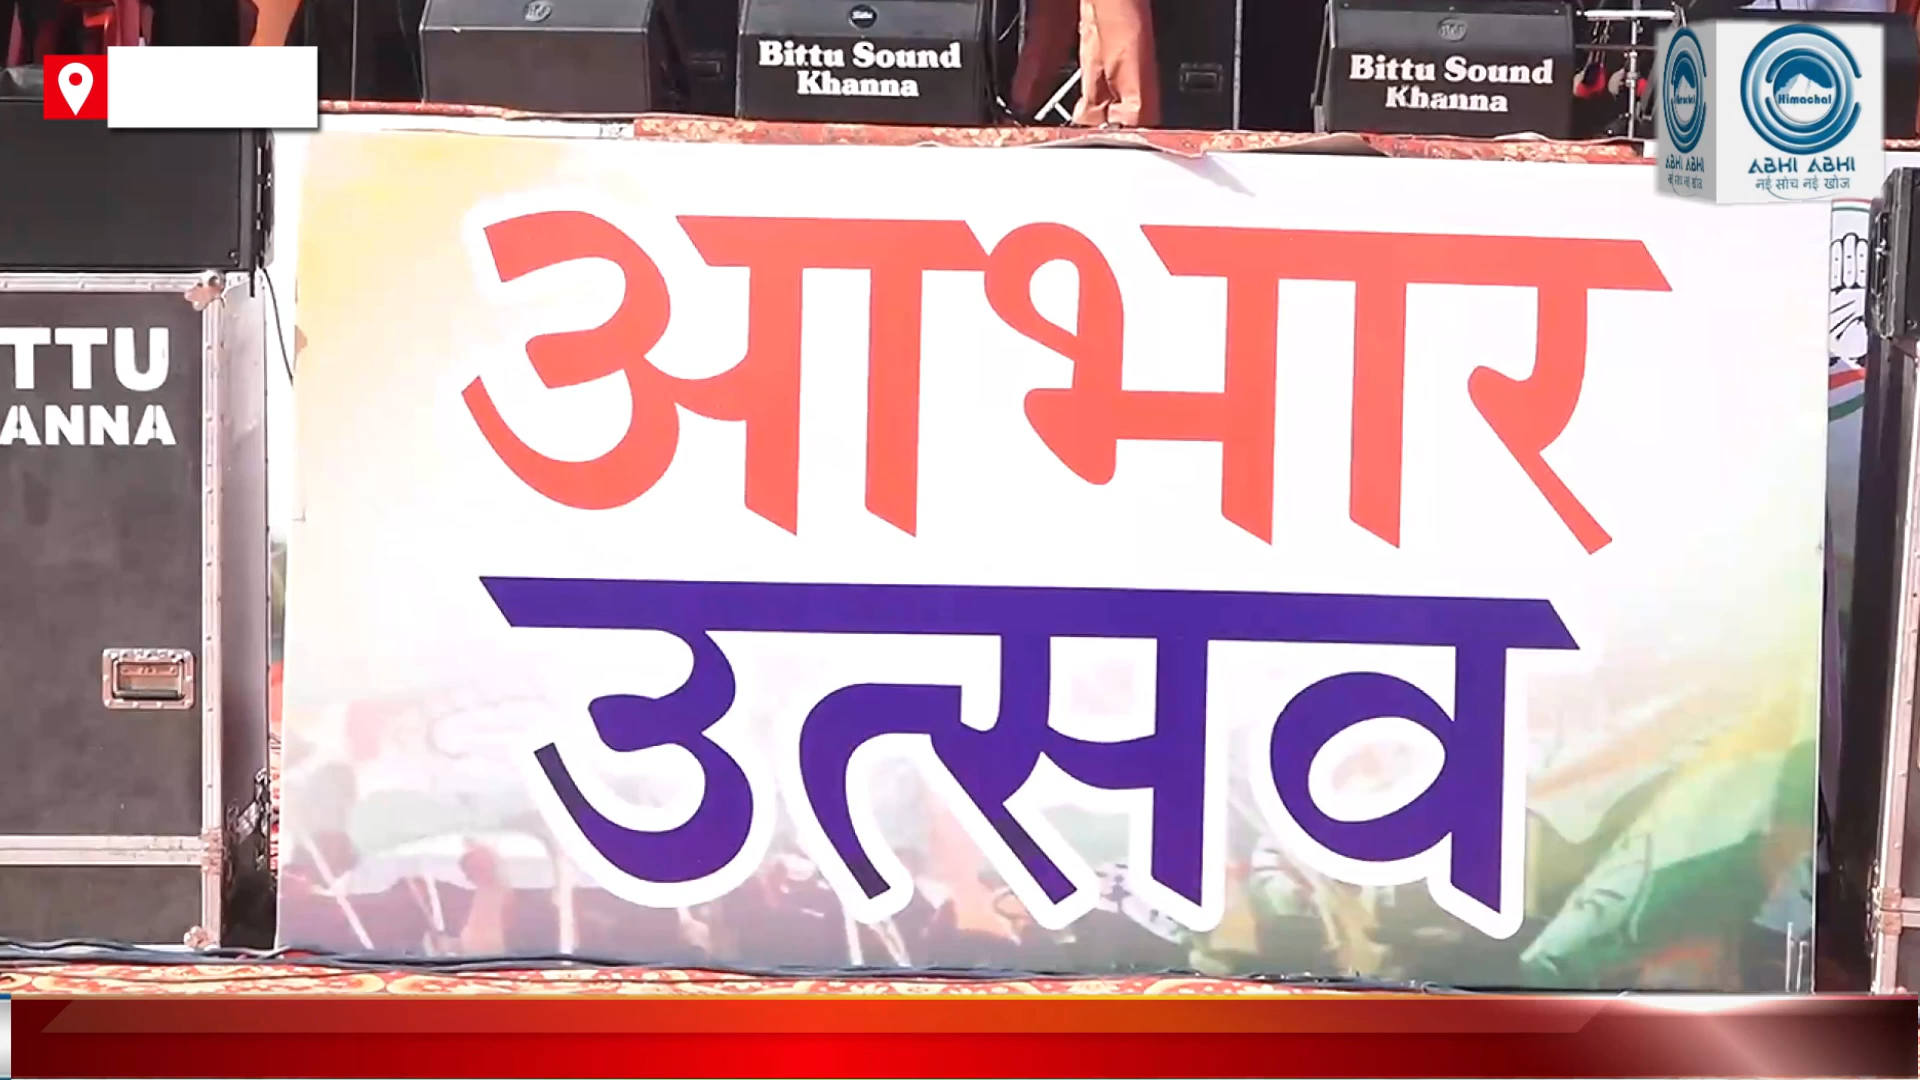 Bittu Sound
Khanna
Bittu Sound
Khanna
Himachal
ABHI ABHI
नई सोच नई खोज
आभार
उत्सव
TTU
ANNA